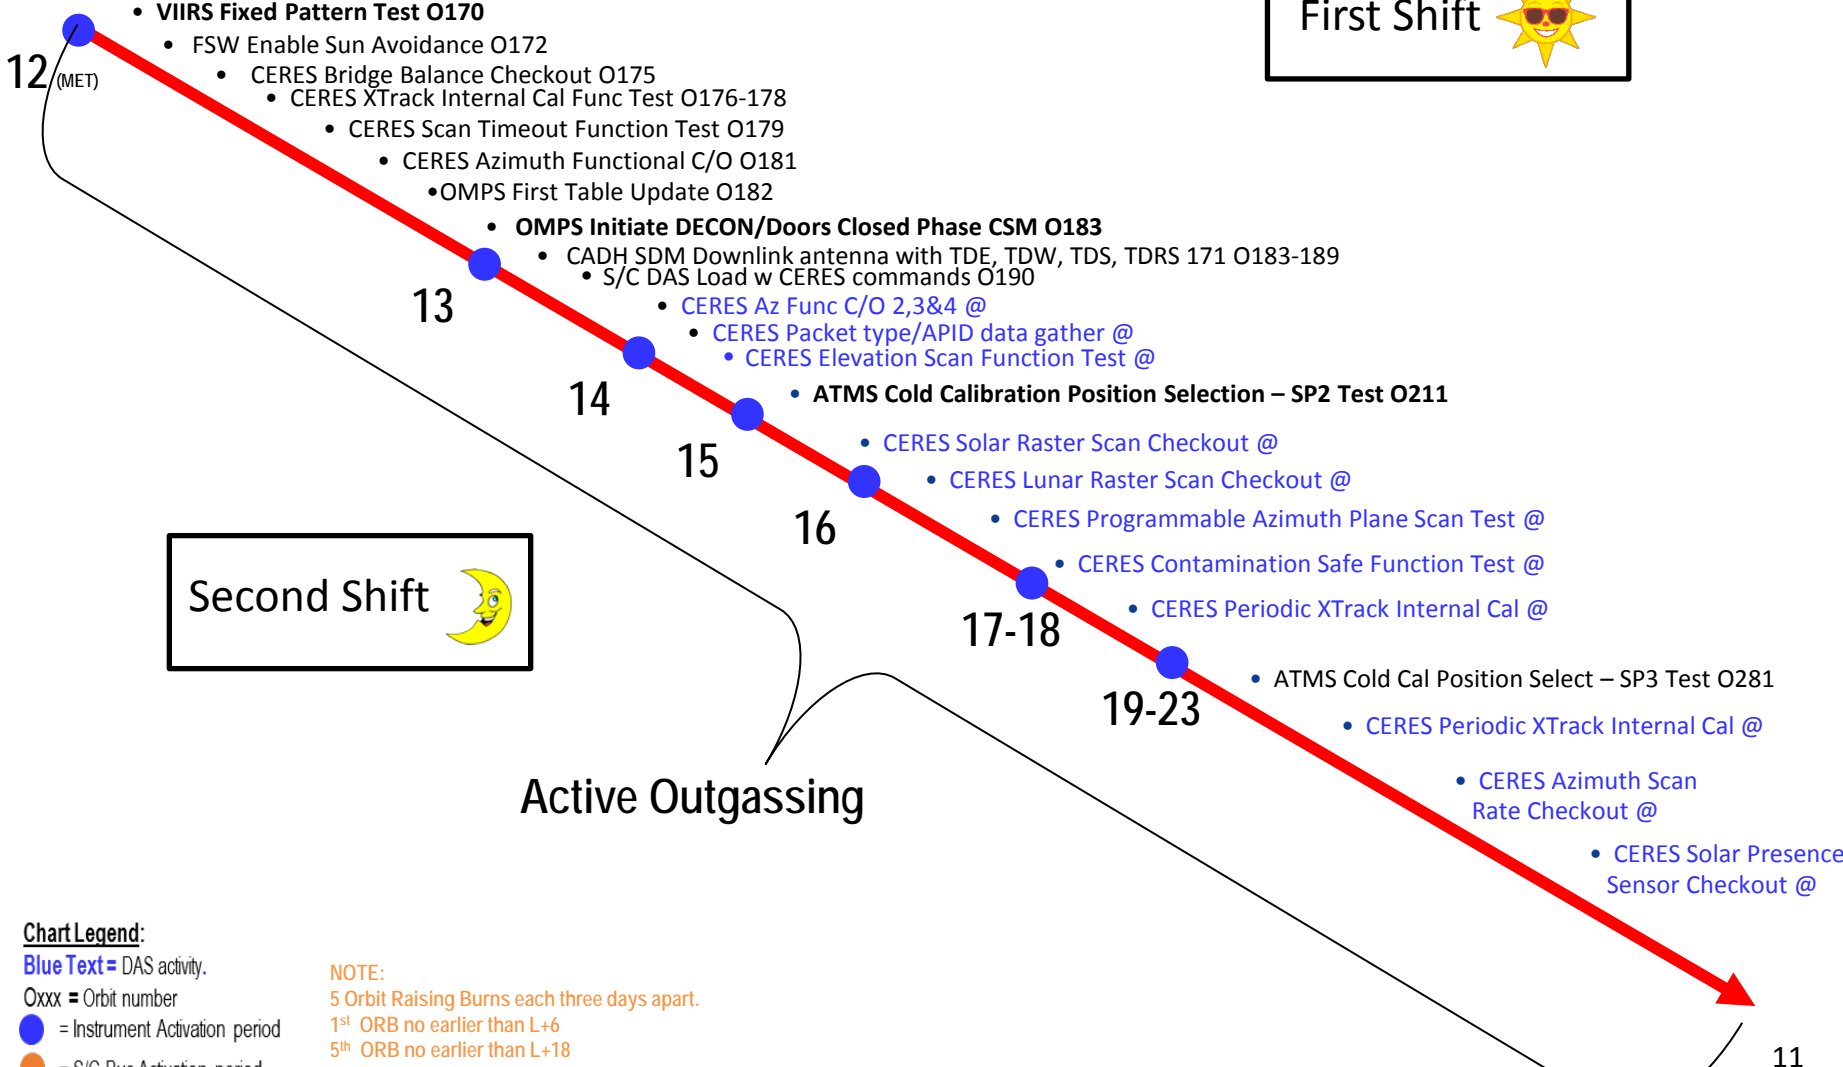 • VIIRS Fixed Pattern Test O170
First Shift
• FSW Enable Sun Avoidance O172
12 (MET)
• CERES Bridge Balance Checkout O175
• CERES XTrack Internal Cal Func Test O176-178
• CERES Scan Timeout Function Test O179
• CERES Azimuth Functional C/O O181
•OMPS First Table Update O182
• OMPS Initiate DECON/Doors Closed Phase CSM O183
• CADH SDM Downlink antenna with TDE, TDW, TDS, TDRS 171 O183-189
• S/C DAS Load w CERES commands O190
13
• CERES Az Func C/O 2,3&4 @
• CERES Packet type/APID data gather @
• CERES Elevation Scan Function Test @
14
• ATMS Cold Calibration Position Selection – SP2 Test O211
15
• CERES Solar Raster Scan Checkout @
• CERES Lunar Raster Scan Checkout @
16
• CERES Programmable Azimuth Plane Scan Test @
• CERES Contamination Safe Function Test @
Second Shift
• CERES Periodic XTrack Internal Cal @
17-18
• ATMS Cold Cal Position Select – SP3 Test O281
19-23
• CERES Periodic XTrack Internal Cal @
Active Outgassing
• CERES Azimuth Scan
Rate Checkout @
• CERES Solar Presence
Sensor Checkout @
Chart Legend:
Blue Text = DAS activity.
Oxxx = Orbit number
= Instrument Activation period
= S/C Bus Activation period
NOTE:
5 Orbit Raising Burns each three days apart.
1st ORB no earlier than L+6
5th ORB no earlier than L+18
11